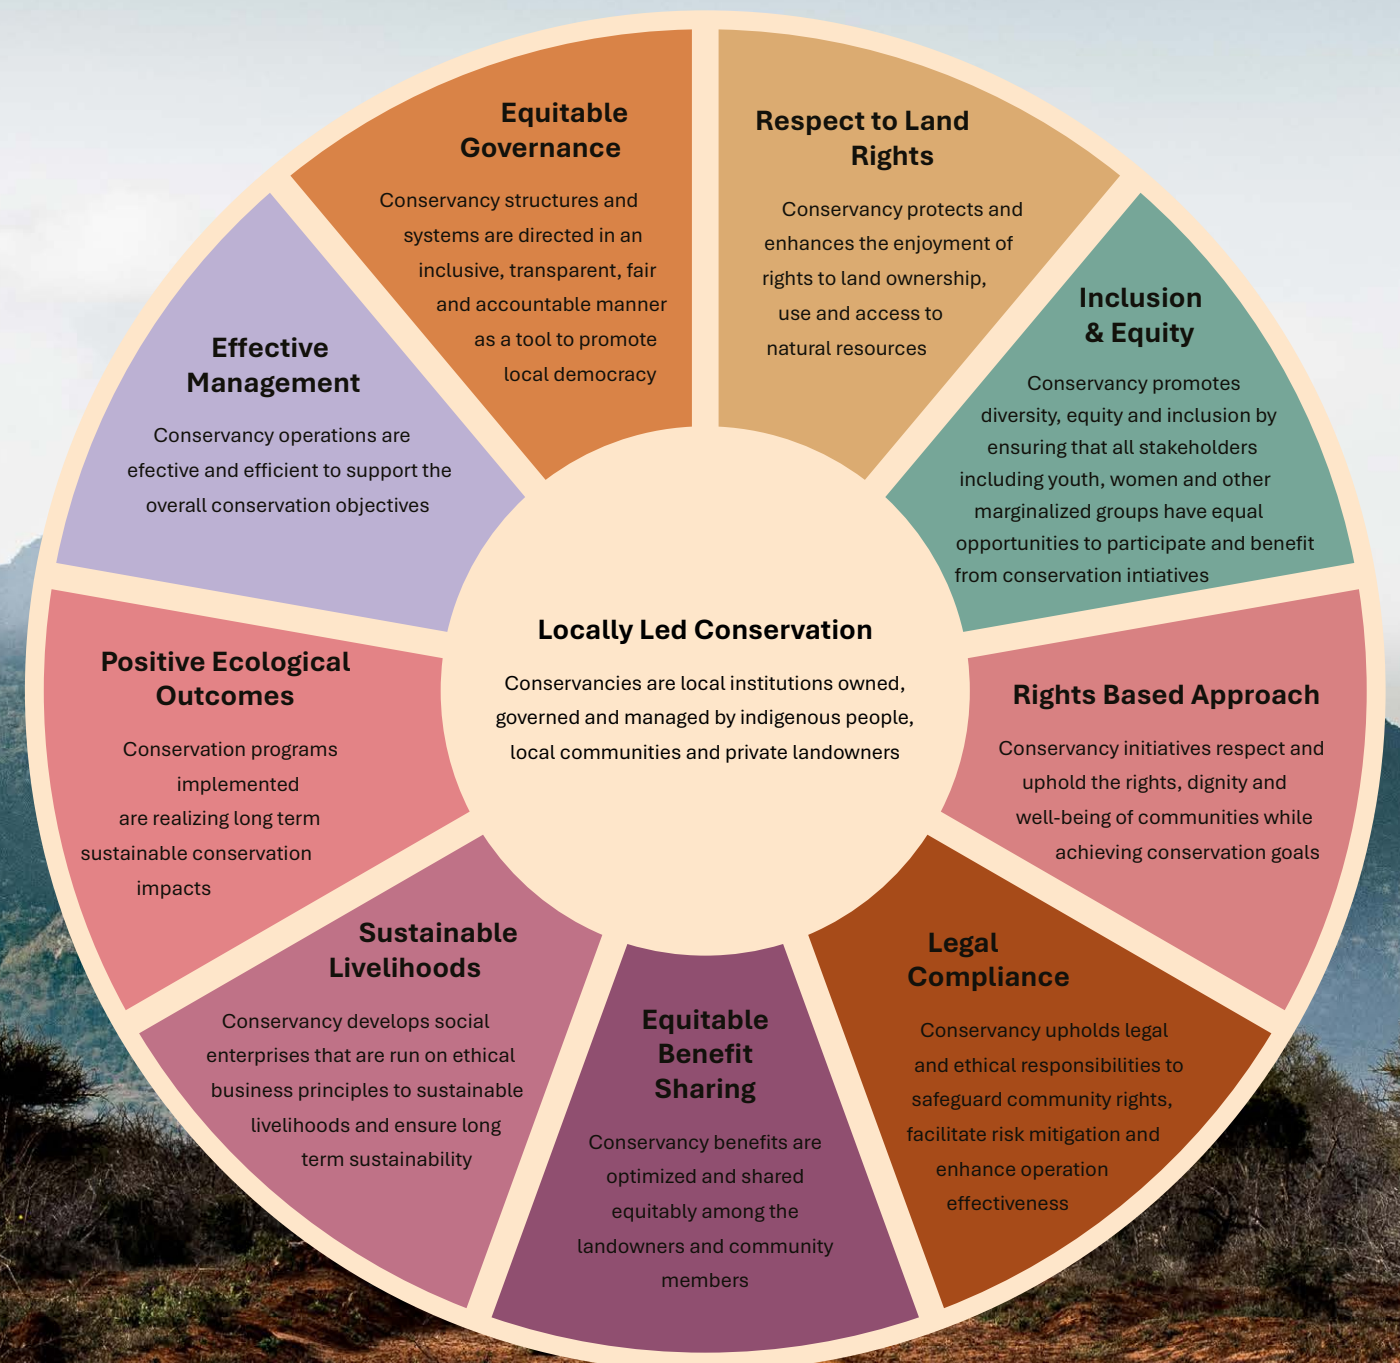 Equitable
Governance
Conservancy structures and
systems are directed in an
inclusive, transparent, fair
and accountable manner
as a tool to promote
local democracy
Respect to Land
Rights
Conservancy protects and
enhances the enjoyment of
rights to land ownership,
use and access to
natural resources
Inclusion
& Equity
Conservancy promotes
diversity, equity and inclusion by
ensuring that all stakeholders
including youth, women and other
marginalized groups have equal
opportunities to participate and benefit
from conservation intiatives
Rights Based Approach
Conservancy initiatives respect and
uphold the rights, dignity and
well-being of communities while
achieving conservation goals
Legal
Compliance
Conservancy upholds legal
and ethical responsibilities to
safeguard community rights,
facilitate risk mitigation and
enhance operation
effectiveness
Equitable
Benefit
Sharing
Conservancy benefits are
optimized and shared
equitably among the
landowners and community
members
Sustainable
Livelihoods
Conservancy develops social
enterprises that are run on ethical
business principles to sustainable
livelihoods and ensure long
term sustainability
Positive Ecological
Outcomes
Conservation programs
implemented
are realizing long term
sustainable conservation
impacts
Effective
Management
Conservancy operations are
efective and efficient to support the
overall conservation objectives
Locally Led Conservation
Conservancies are local institutions owned,
governed and managed by indigenous people,
local communities and private landowners